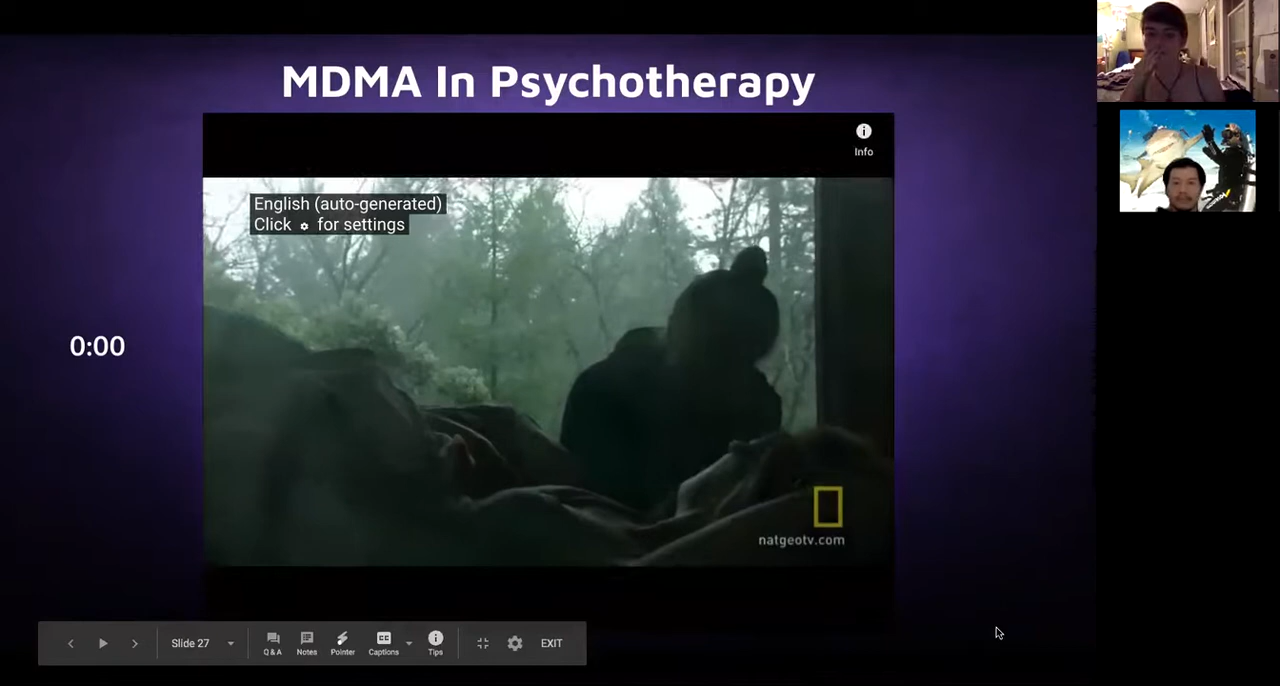 MDMA In Psychotherapy
Info
English (auto-generated)
Click for settings
0:00
natgeotv.com
Slide 27
Q & A
Notes
Pointer
CC
Captions
Tips
EXIT